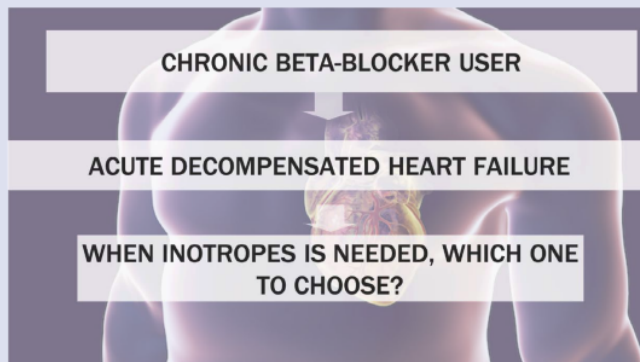 CHRONIC BETA-BLOCKER USER
ACUTE DECOMPENSATED HEART FAILURE
WHEN INOTROPES IS NEEDED, WHICH ONE
TO CHOOSE?